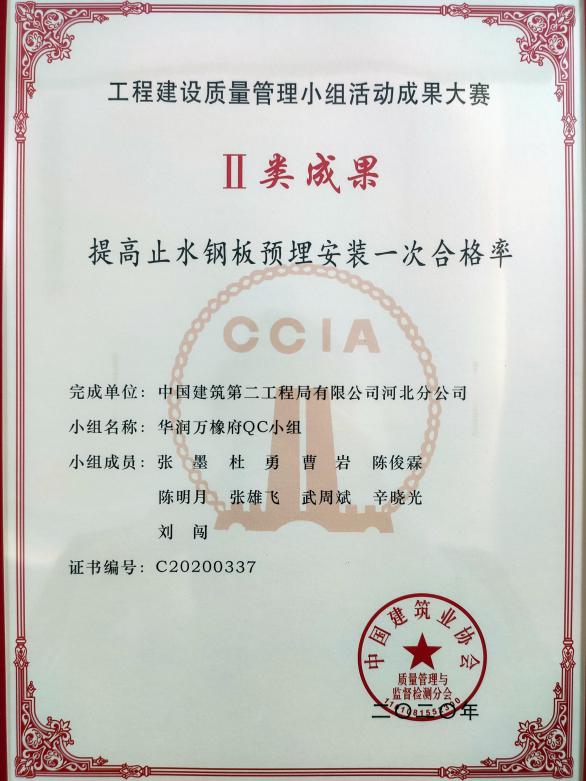 工程建设质量管理小组活动成果大赛
Ⅱ类成果
提高止水钢板预埋安装一次合格率
CCIA
完成单位：中国建筑第二工程局有限公司河北分公司
小组名称：华润万橡府QC小组
小组成员：张 墨 杜 勇 曹 岩 陈俊霖
陈明月 张雄飞 武周斌 辛晓光
刘 闯
证书编号：C20200337
中国建筑业协会
质量管理与
监督检测分会
二〇二〇年